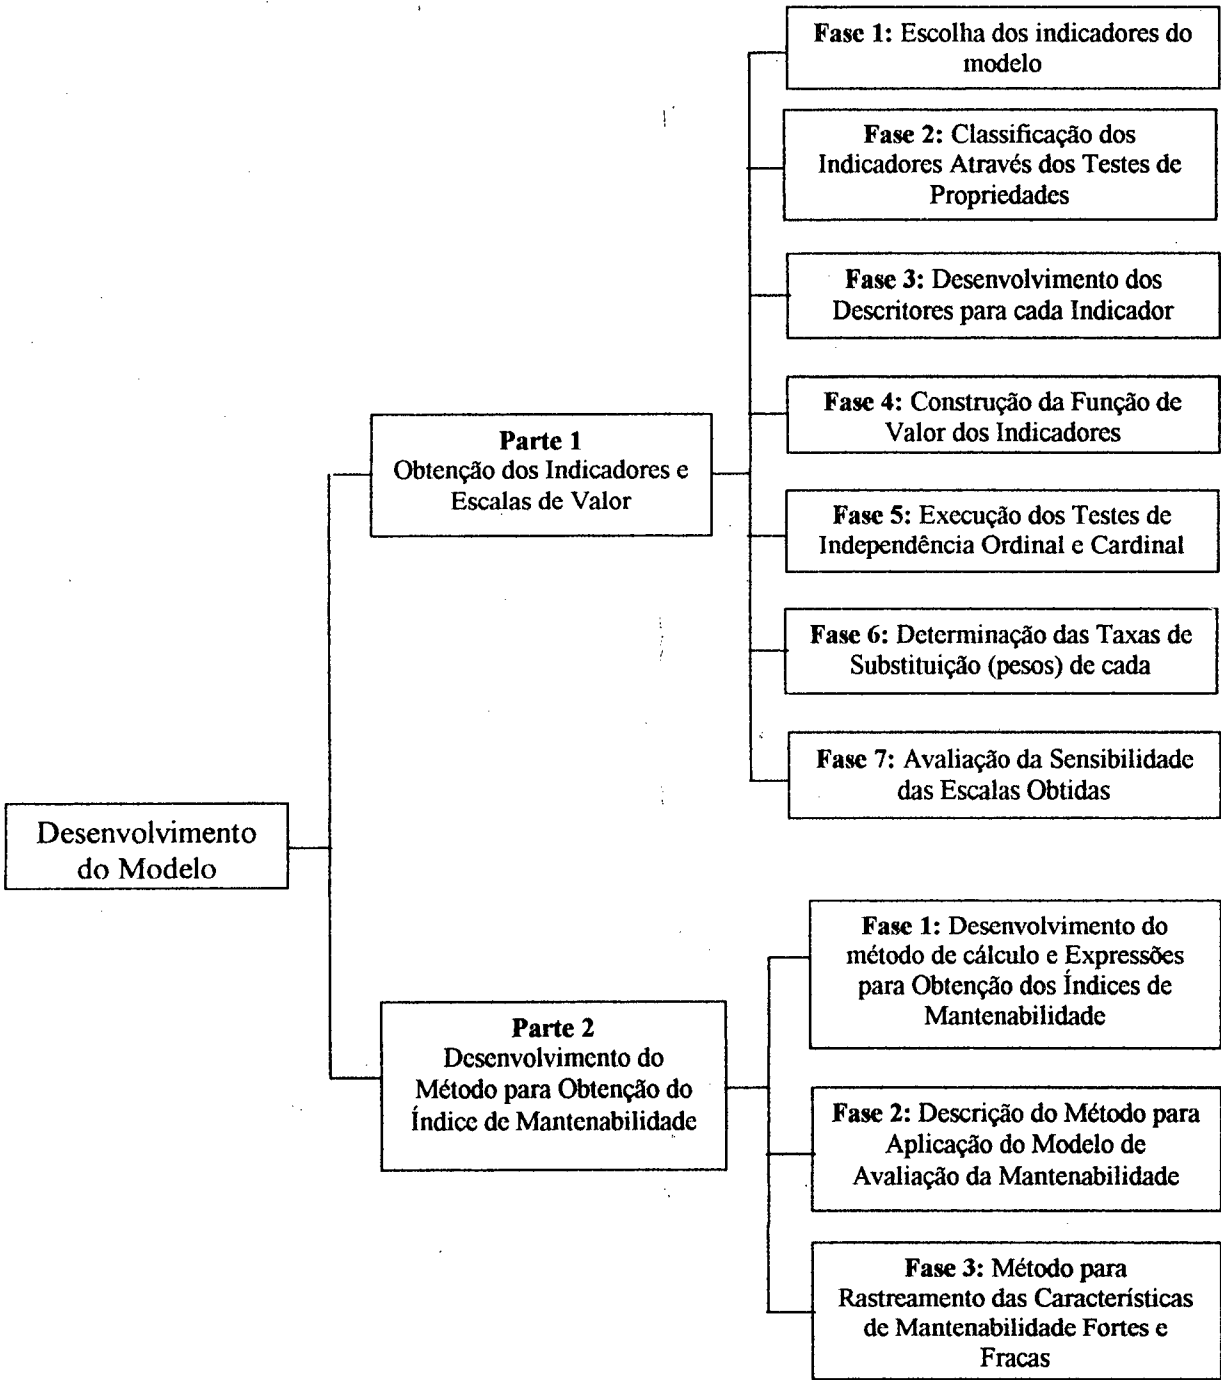 Desenvolvimento
do Modelo
Parte 1
Obtenção dos Indicadores e
Escalas de Valor
Fase 1: Escolha dos indicadores do
modelo
Fase 2: Classificação dos
Indicadores Através dos Testes de
Propriedades
Fase 3: Desenvolvimento dos
Descritores para cada Indicador
Fase 4: Construção da Função de
Valor dos Indicadores
Fase 5: Execução dos Testes de
Independência Ordinal e Cardinal
Fase 6: Determinação das Taxas de
Substituição (pesos) de cada
Fase 7: Avaliação da Sensibilidade
das Escalas Obtidas
Parte 2
Desenvolvimento do
Método para Obtenção do
Índice de Mantenabilidade
Fase 1: Desenvolvimento do
método de cálculo e Expressões
para Obtenção dos Índices de
Mantenabilidade
Fase 2: Descrição do Método para
Aplicação do Modelo de
Avaliação da Mantenabilidade
Fase 3: Método para
Rastreamento das Características
de Mantenabilidade Fortes e
Fracas